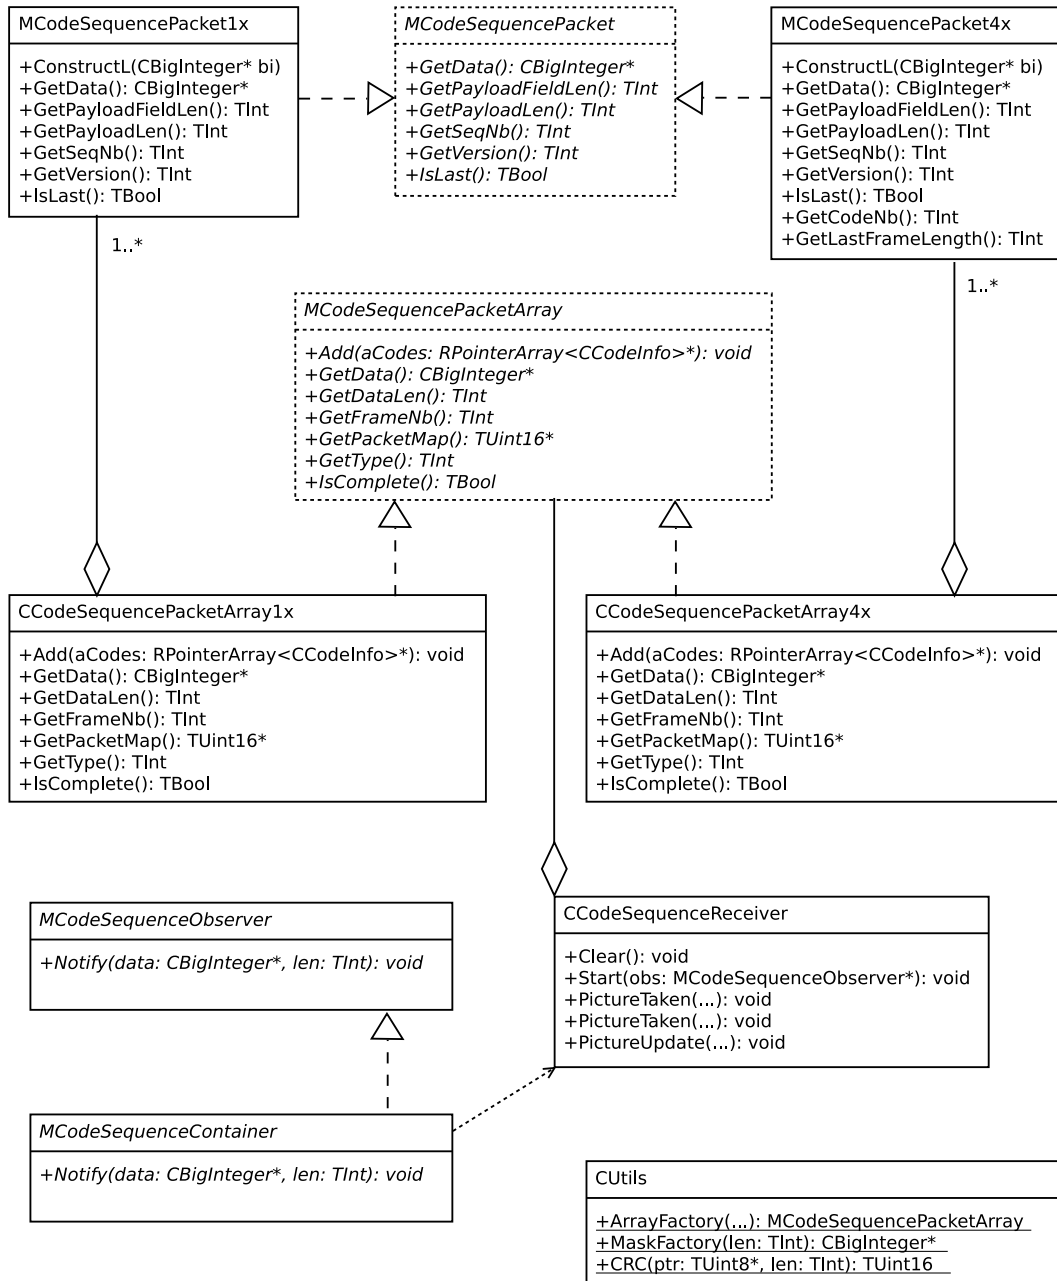 MCodeSequencePacket1x
+ConstructL(CBigInteger* bi)
+GetData(): CBigInteger*
+GetPayloadFieldLen(): TInt
+GetPayloadLen(): TInt
+GetSeqNb(): TInt
+GetVersion(): TInt
+IsLast(): TBool
1..*
MCodeSequencePacket
+GetData(): CBigInteger*
+GetPayloadFieldLen(): TInt
+GetPayloadLen(): TInt
+GetSeqNb(): TInt
+GetVersion(): TInt
+IsLast(): TBool
MCodeSequencePacket4x
+ConstructL(CBigInteger* bi)
+GetData(): CBigInteger*
+GetPayloadFieldLen(): TInt
+GetPayloadLen(): TInt
+GetSeqNb(): TInt
+GetVersion(): TInt
+IsLast(): TBool
+GetCodeNb(): TInt
+GetLastFrameLength(): TInt
1..*
MCodeSequencePacketArray
+Add(aCodes: RPointerArray<CCodeInfo>*): void
+GetData(): CBigInteger*
+GetDataLen(): TInt
+GetFrameNb(): TInt
+GetPacketMap(): TUint16*
+GetType(): TInt
+IsComplete(): TBool
CCodeSequencePacketArray1x
+Add(aCodes: RPointerArray<CCodeInfo>*): void
+GetData(): CBigInteger*
+GetDataLen(): TInt
+GetFrameNb(): TInt
+GetPacketMap(): TUint16*
+GetType(): TInt
+IsComplete(): TBool
CCodeSequencePacketArray4x
+Add(aCodes: RPointerArray<CCodeInfo>*): void
+GetData(): CBigInteger*
+GetDataLen(): TInt
+GetFrameNb(): TInt
+GetPacketMap(): TUint16*
+GetType(): TInt
+IsComplete(): TBool
MCodeSequenceObserver
+Notify(data: CBigInteger*, len: TInt): void
CCodeSequenceReceiver
+Clear(): void
+Start(obs: MCodeSequenceObserver*): void
+PictureTaken(...): void
+PictureTaken(...): void
+PictureUpdate(...): void
MCodeSequenceContainer
+Notify(data: CBigInteger*, len: TInt): void
CUtils
+ArrayFactory(...): MCodeSequencePacketArray
+MaskFactory(len: TInt): CBigInteger*
+CRC(ptr: TUint8*, len: TInt): TUint16